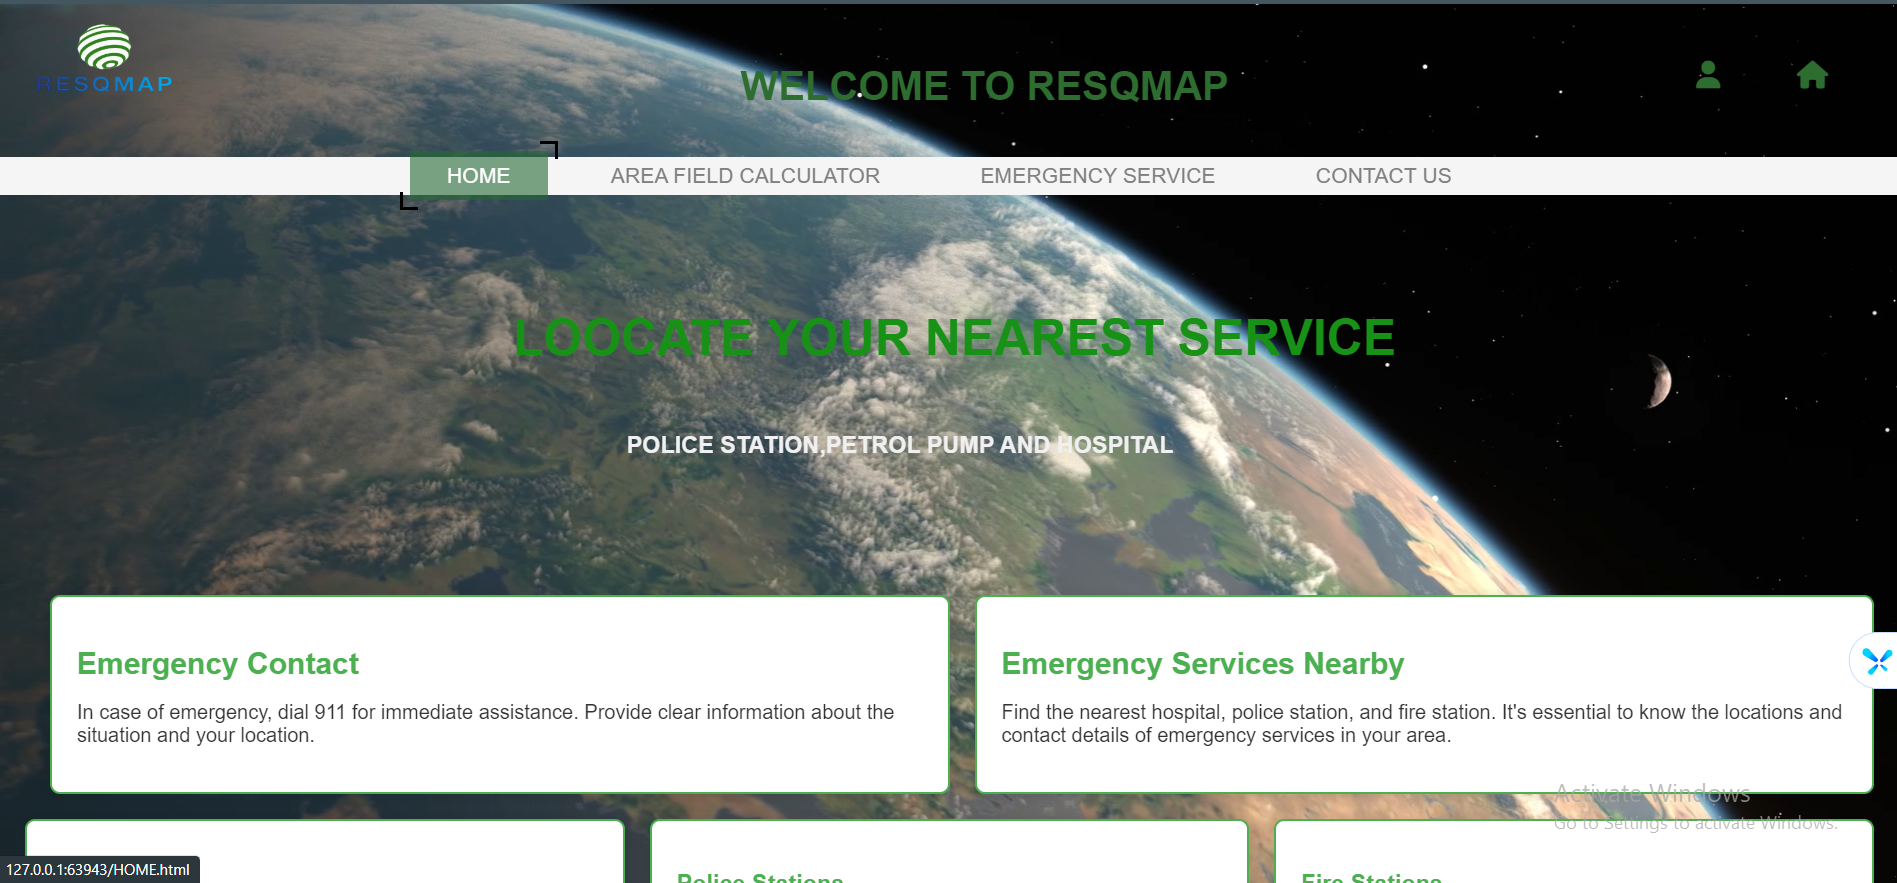 RESQMAP
WELCOME TO RESQMAP
HOME
AREA FIELD CALCULATOR
EMERGENCY SERVICE
CONTACT US
LOOCATE YOUR NEAREST SERVICE
POLICE STATION,PETROL PUMP AND HOSPITAL
Emergency Contact
In case of emergency, dial 911 for immediate assistance. Provide clear information about the
situation and your location.
Emergency Services Nearby
Find the nearest hospital, police station, and fire station. It's essential to know the locations and
contact details of emergency services in your area.
Activate Windows
Go to Settings to activate Windows.
Police Stations
Fire Stations
127.0.0.1:63943/HOME.html